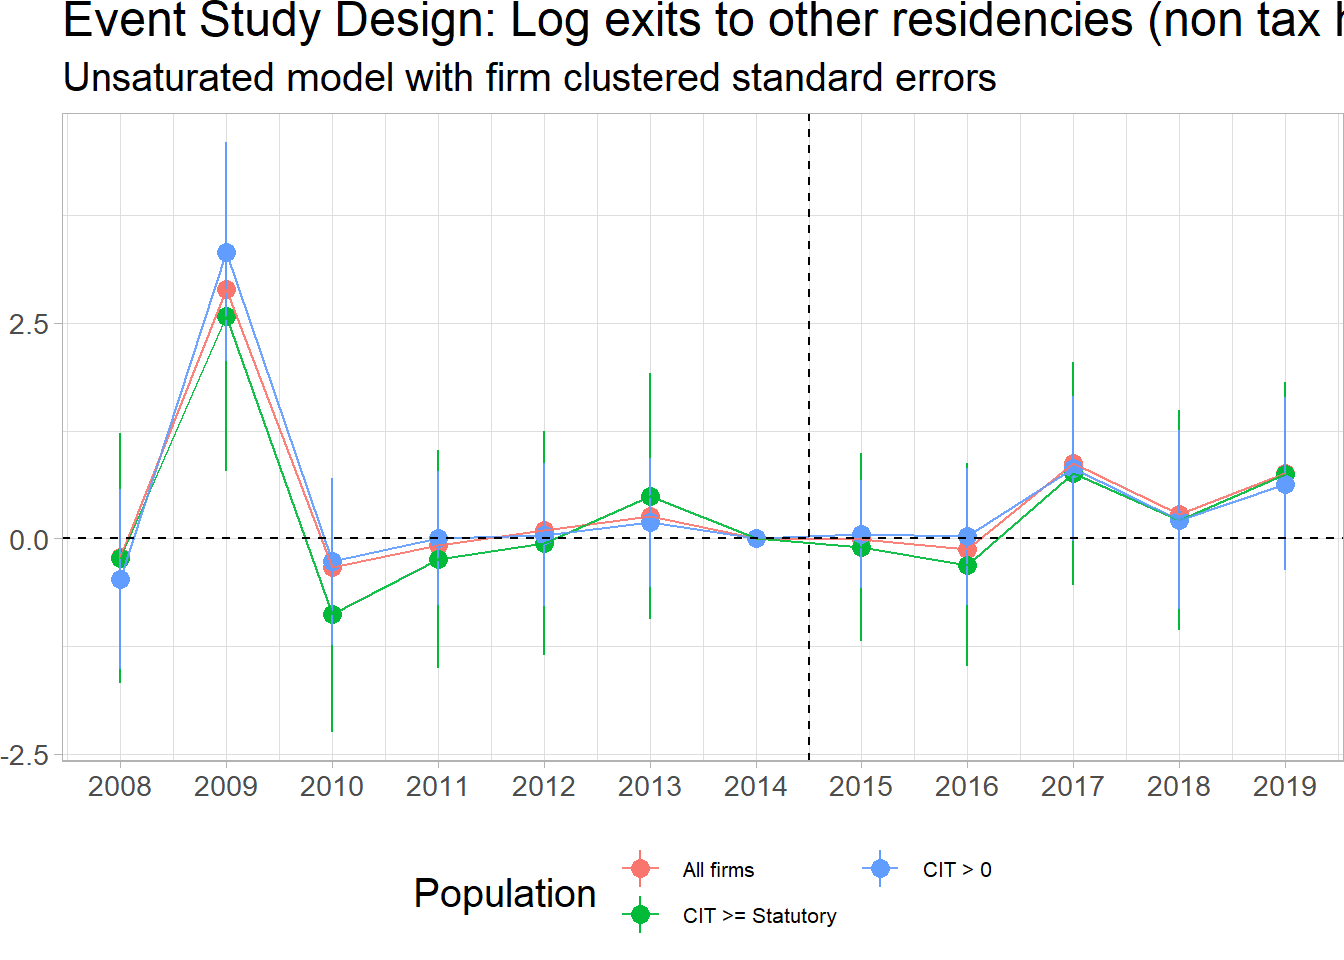 Event Study Design: Log exits to other residencies (non tax
Unsaturated model with firm clustered standard errors
2.5
0.0
-2.5
2008 2009 2010 2011 2012 2013 2014 2015 2016 2017 2018 2019
Population
All firms
CIT > 0
CIT >= Statutory